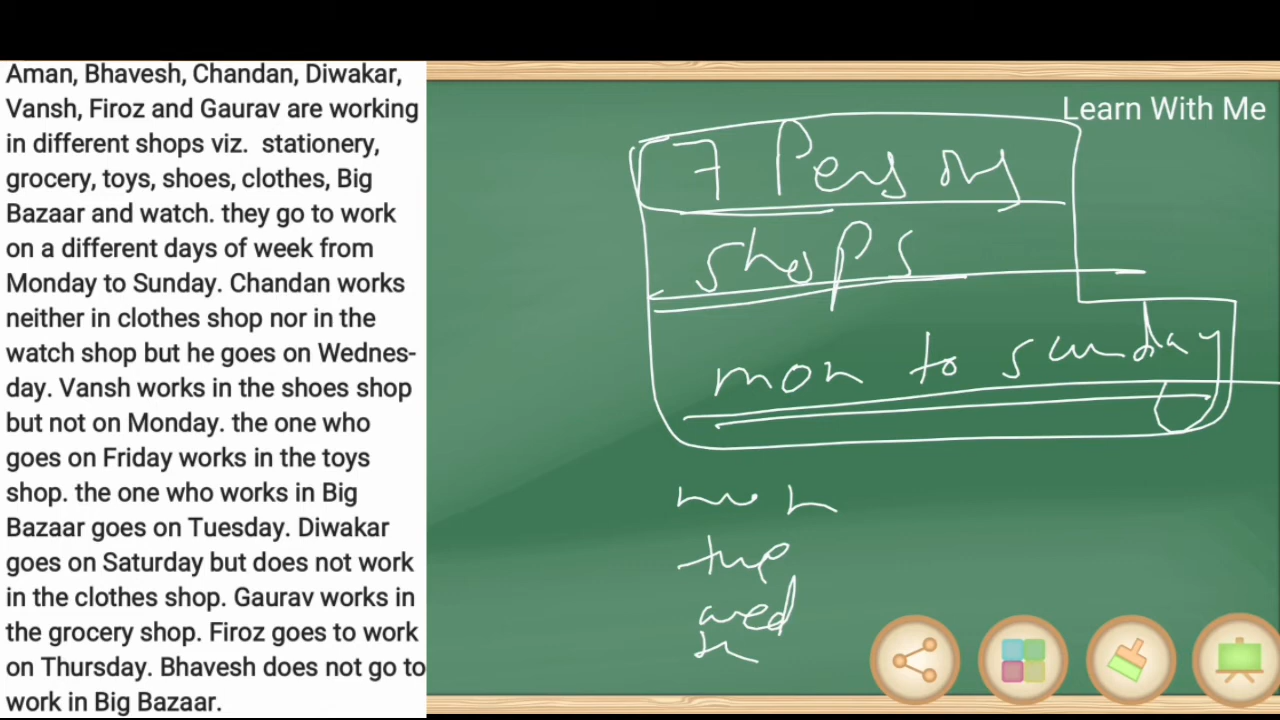 Aman, Bhavesh, Chandan, Diwakar,
Vansh, Firoz and Gaurav are working
in different shops viz. stationery,
grocery, toys, shoes, clothes, Big
Bazaar and watch. they go to work
on a different days of week from
Monday to Sunday. Chandan works
neither in clothes shop nor in the
watch shop but he goes on Wednes-
day. Vansh works in the shoes shop
but not on Monday. the one who
goes on Friday works in the toys
shop. the one who works in Big
Bazaar goes on Tuesday. Diwakar
goes on Saturday but does not work
in the clothes shop. Gaurav works in
the grocery shop. Firoz goes to work
on Thursday. Bhavesh does not go to
work in Big Bazaar.
Learn With Me
7 Persons
shops
mon to sunday
mon
tue
wed